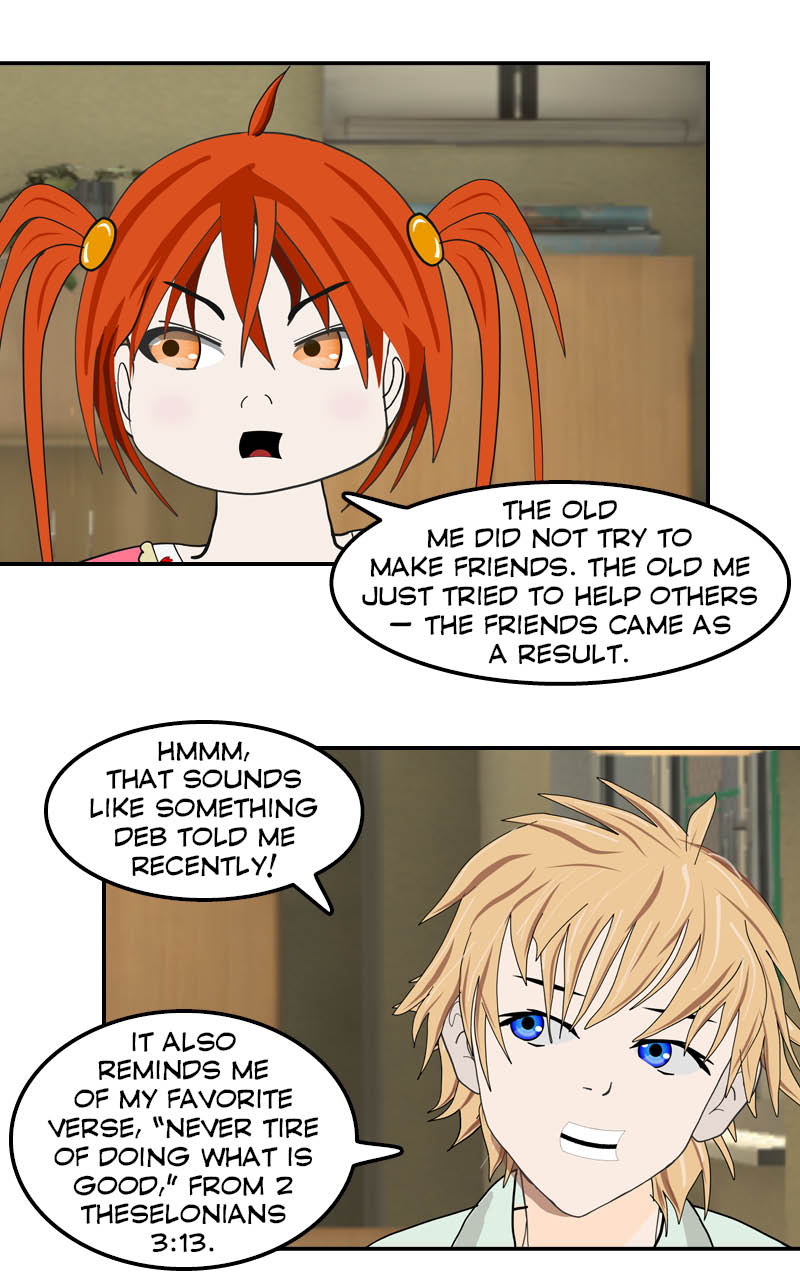 THE OLD
ME DID NOT TRY TO
MAKE FRIENDS. THE OLD ME
JUST TRIED TO HELP OTHERS
— THE FRIENDS CAME AS
A RESULT.
HMMM,
THAT SOUNDS
LIKE SOMETHING
DEB TOLD ME
RECENTLY!
IT ALSO
REMINDS ME
OF MY FAVORITE
VERSE, "NEVER TIRE
OF DOING WHAT IS
GOOD," FROM 2
THESELONIANS
3:13.